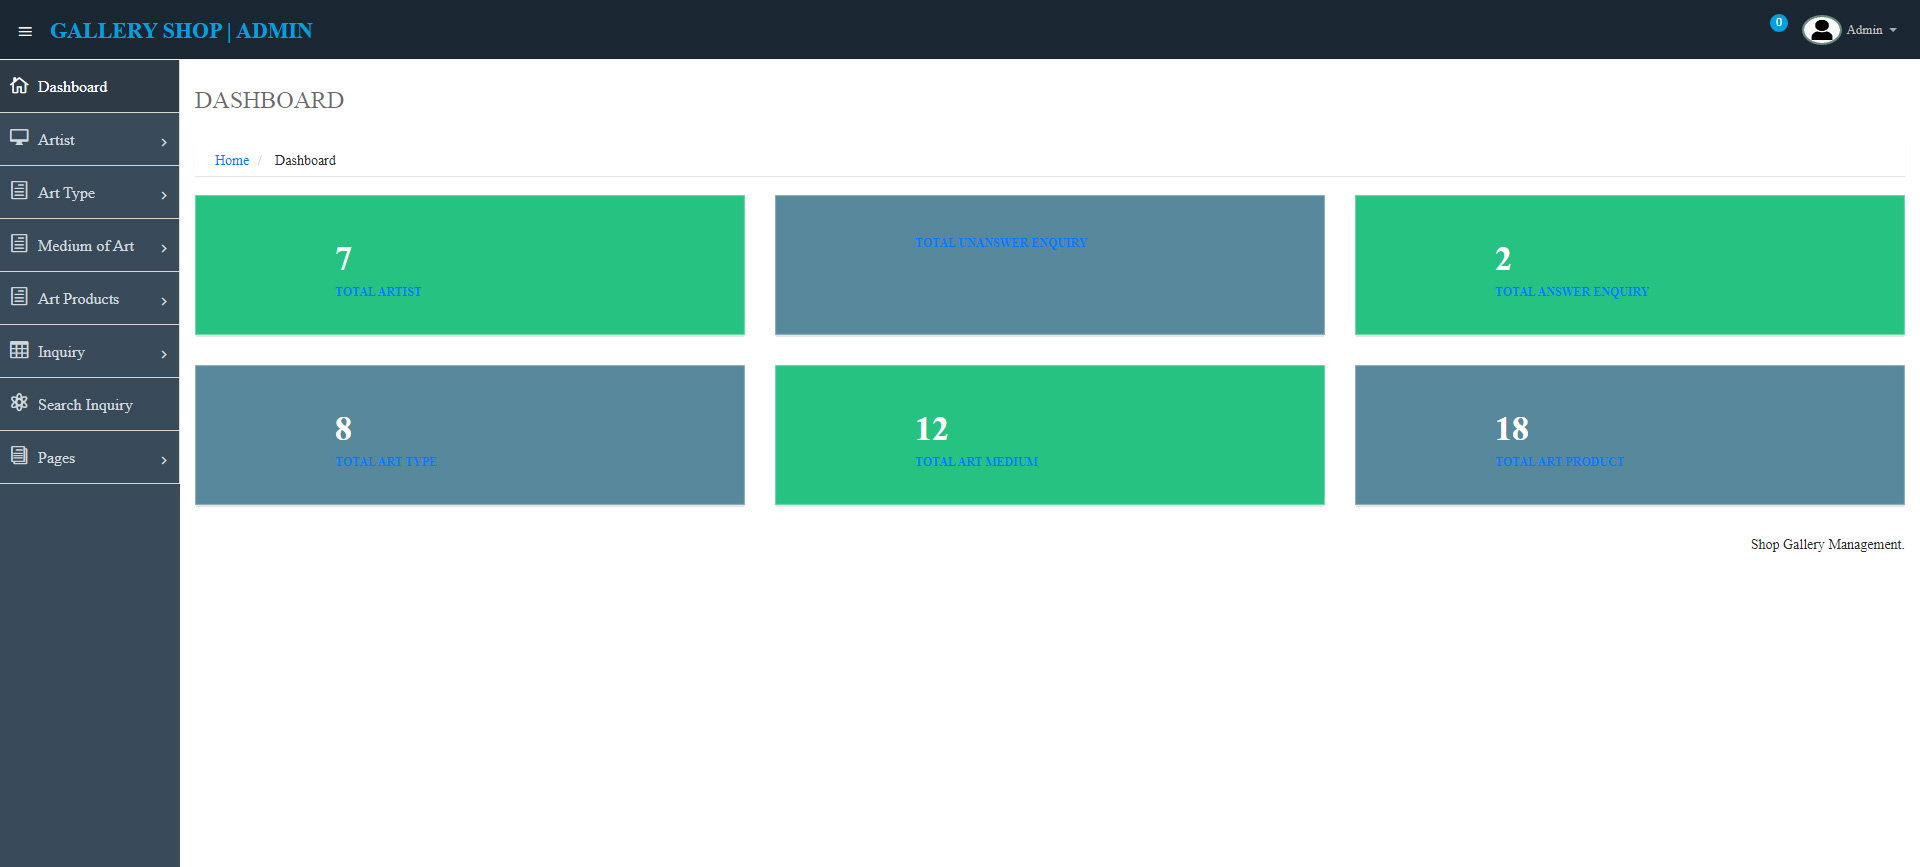 GALLERY SHOP | ADMIN
0
Admin
Dashboard
Artist
Art Type
Medium of Art
Art Products
Inquiry
Search Inquiry
Pages
DASHBOARD
Home / Dashboard
7
TOTAL ARTIST
TOTAL UNANSWER ENQUIRY
2
TOTAL ANSWER ENQUIRY
8
TOTAL ART TYPE
12
TOTAL ART MEDIUM
18
TOTAL ART PRODUCT
Shop Gallery Management.